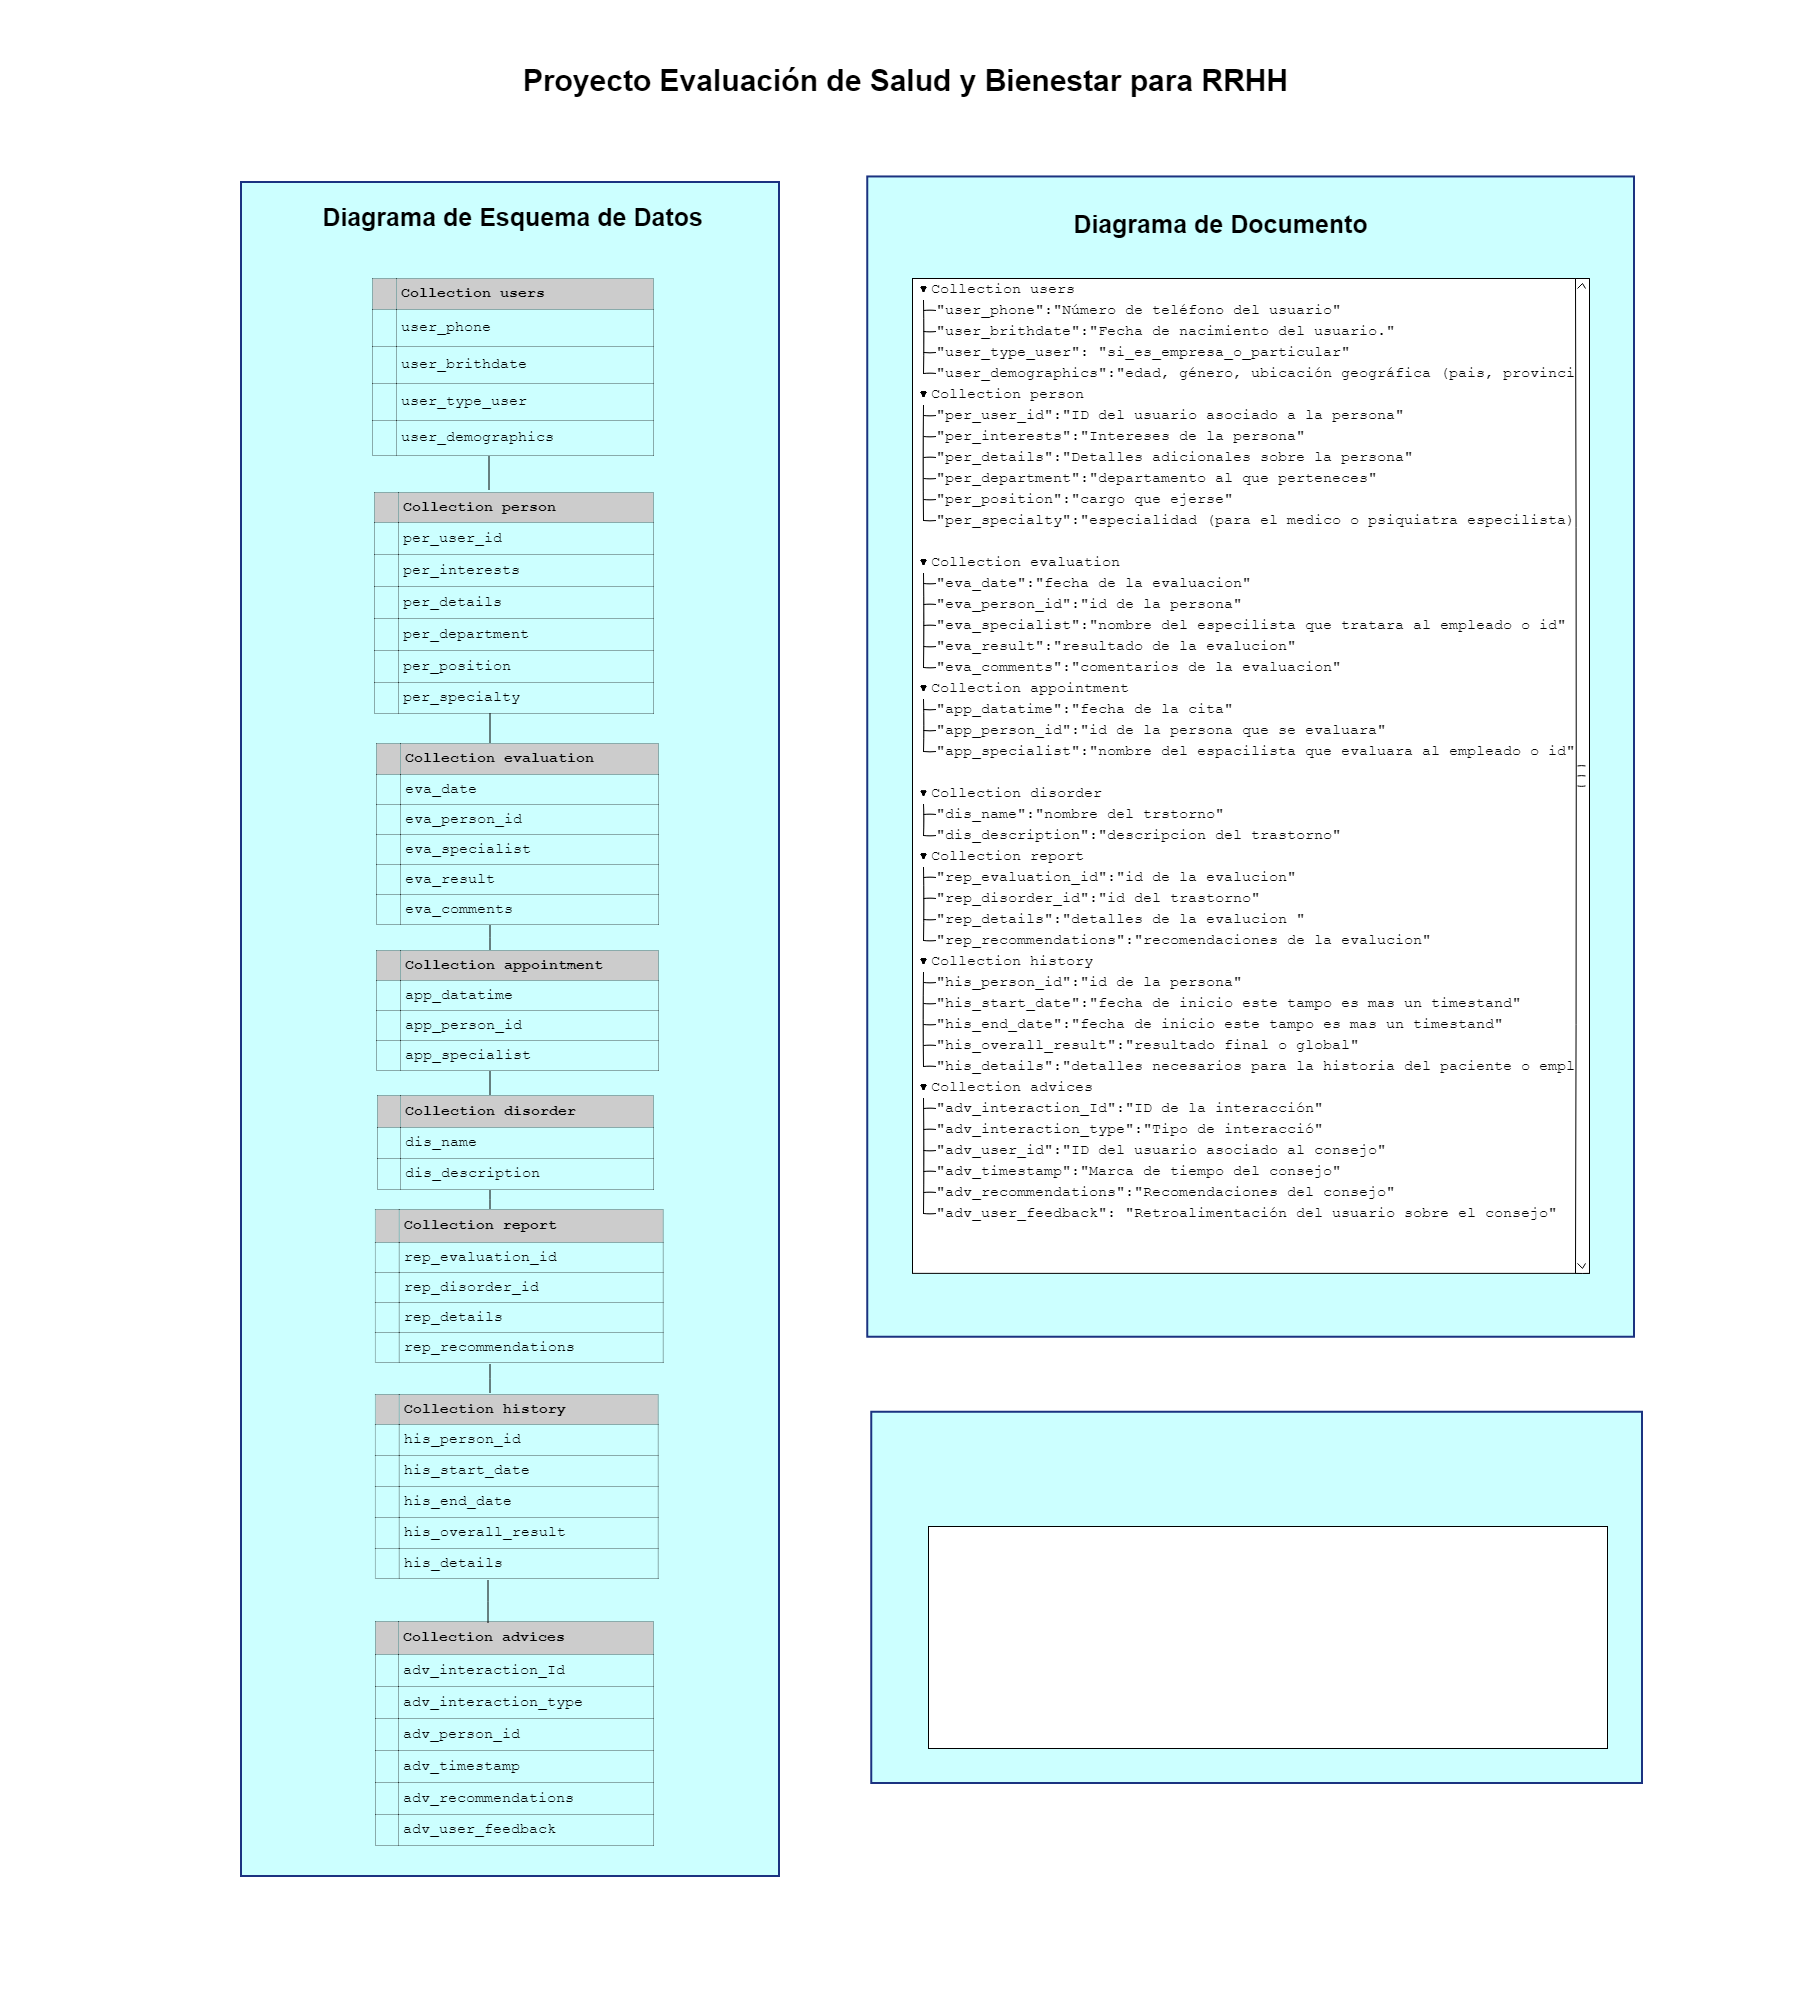 Proyecto Evaluación de Salud y Bienestar para RRHH
Diagrama de Esquema de Datos
Collection users
user_phone
user_brithdate
user_type_user
user_demographics
Collection person
per_user_id
per_interests
per_details
per_department
per_position
per_specialty
Collection evaluation
eva_date
eva_person_id
eva_specialist
eva_result
eva_comments
Collection appointment
app_datatime
app_person_id
app_specialist
Collection disorder
dis_name
dis_description
Collection report
rep_evaluation_id
rep_disorder_id
rep_details
rep_recommendations
Collection history
his_person_id
his_start_date
his_end_date
his_overall_result
his_details
Collection advices
adv_interaction_Id
adv_interaction_type
adv_person_id
adv_timestamp
adv_recommendations
adv_user_feedback
Diagrama de Documento
Collection users
"user_phone":"Número de teléfono del usuario"
"user_brithdate":"Fecha de nacimiento del usuario."
"user_type_user": "si_es_empresa_o_particular"
"user_demographics":"edad, género, ubicación geográfica (pais, provinci
Collection person
"per_user_id":"ID del usuario asociado a la persona"
"per_interests":"Intereses de la persona"
"per_details":"Detalles adicionales sobre la persona"
"per_department":"departamento al que perteneces"
"per_position":"cargo que ejerse"
"per_specialty":"especialidad (para el medico o psiquiatra especilista)
Collection evaluation
"eva_date":"fecha de la evaluacion"
"eva_person_id":"id de la persona"
"eva_specialist":"nombre del especilista que tratara al empleado o id"
"eva_result":"resultado de la evalucion"
"eva_comments":"comentarios de la evaluacion"
Collection appointment
"app_datatime":"fecha de la cita"
"app_person_id":"id de la persona que se evaluara"
"app_specialist":"nombre del espacilista que evaluara al empleado o id"
Collection disorder
"dis_name":"nombre del trstorno"
"dis_description":"descripcion del trastorno"
Collection report
"rep_evaluation_id":"id de la evalucion"
"rep_disorder_id":"id del trastorno"
"rep_details":"detalles de la evalucion "
"rep_recommendations":"recomendaciones de la evalucion"
Collection history
"his_person_id":"id de la persona"
"his_start_date":"fecha de inicio este tampo es mas un timestand"
"his_end_date":"fecha de inicio este tampo es mas un timestand"
"his_overall_result":"resultado final o global"
"his_details":"detalles necesarios para la historia del paciente o empl
Collection advices
"adv_interaction_Id":"ID de la interacción"
"adv_interaction_type":"Tipo de interacció"
"adv_user_id":"ID del usuario asociado al consejo"
"adv_timestamp":"Marca de tiempo del consejo"
"adv_recommendations":"Recomendaciones del consejo"
"adv_user_feedback": "Retroalimentación del usuario sobre el consejo"